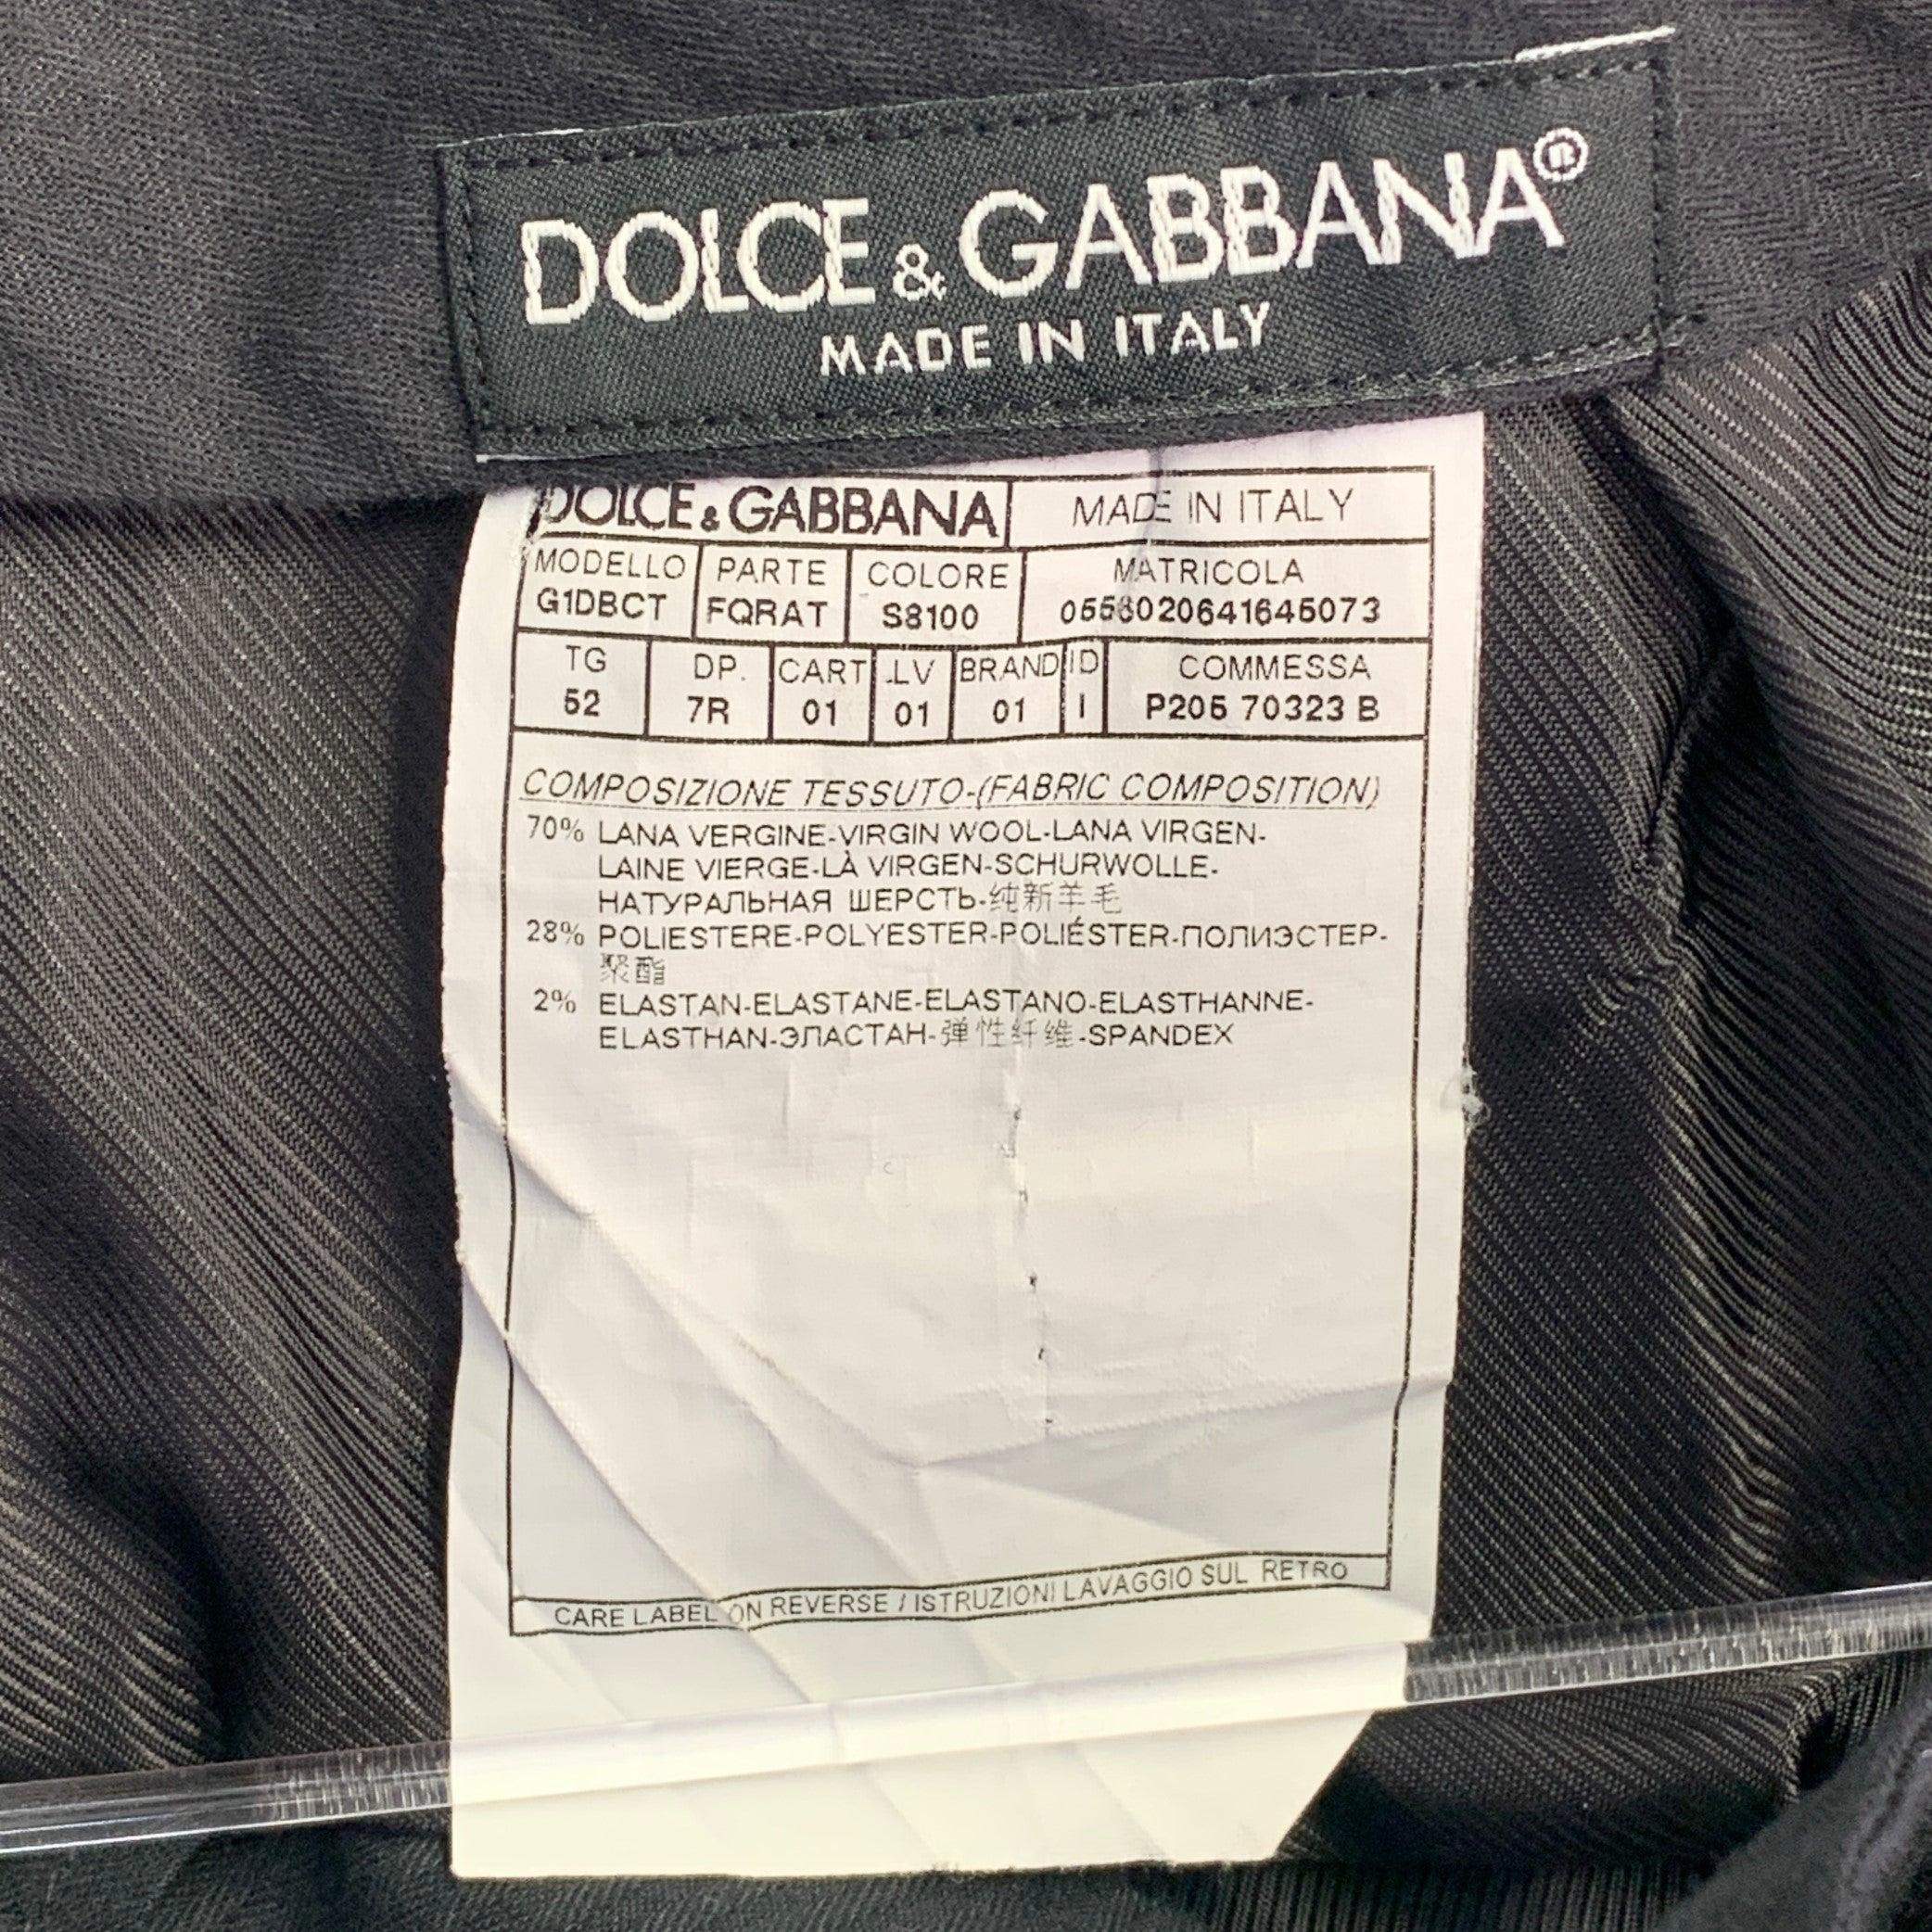 DOLCE & GABBANA®
MADE IN ITALY
DOLCE & GABBANA MADE IN ITALY
MODELLO PARTE COLORE MATRICOLA
G1DBCT FQRAT S8100
TG DP. CART .LV BRAND ID COMMESSA
52 7R 01 01 01 I P205 70323 B
COMPOSIZIONE TESSUTO-(FABRIC COMPOSITION)
70% LANA VERGINE-VIRGIN WOOL-LANA VIRGEN-
LAINE VIERGE-LÀ VIRGEN-SCHURWOLLE-
НАТУРАЛЬНАЯ ШЕРСТЬ-纯新羊毛
28% POLIESTERE-POLYESTER-POLIÉSTER-ПОЛИЭСТЕР-
聚酯
2% ELASTAN-ELASTANE-ELASTANO-ELASTHANNE-
ELASTHAN-ЭЛАСТАН-弹性纤维-SPANDEX
CARE LABEL ON REVERSE / ISTRUZIONI LAVAGGIO SUL RETRO